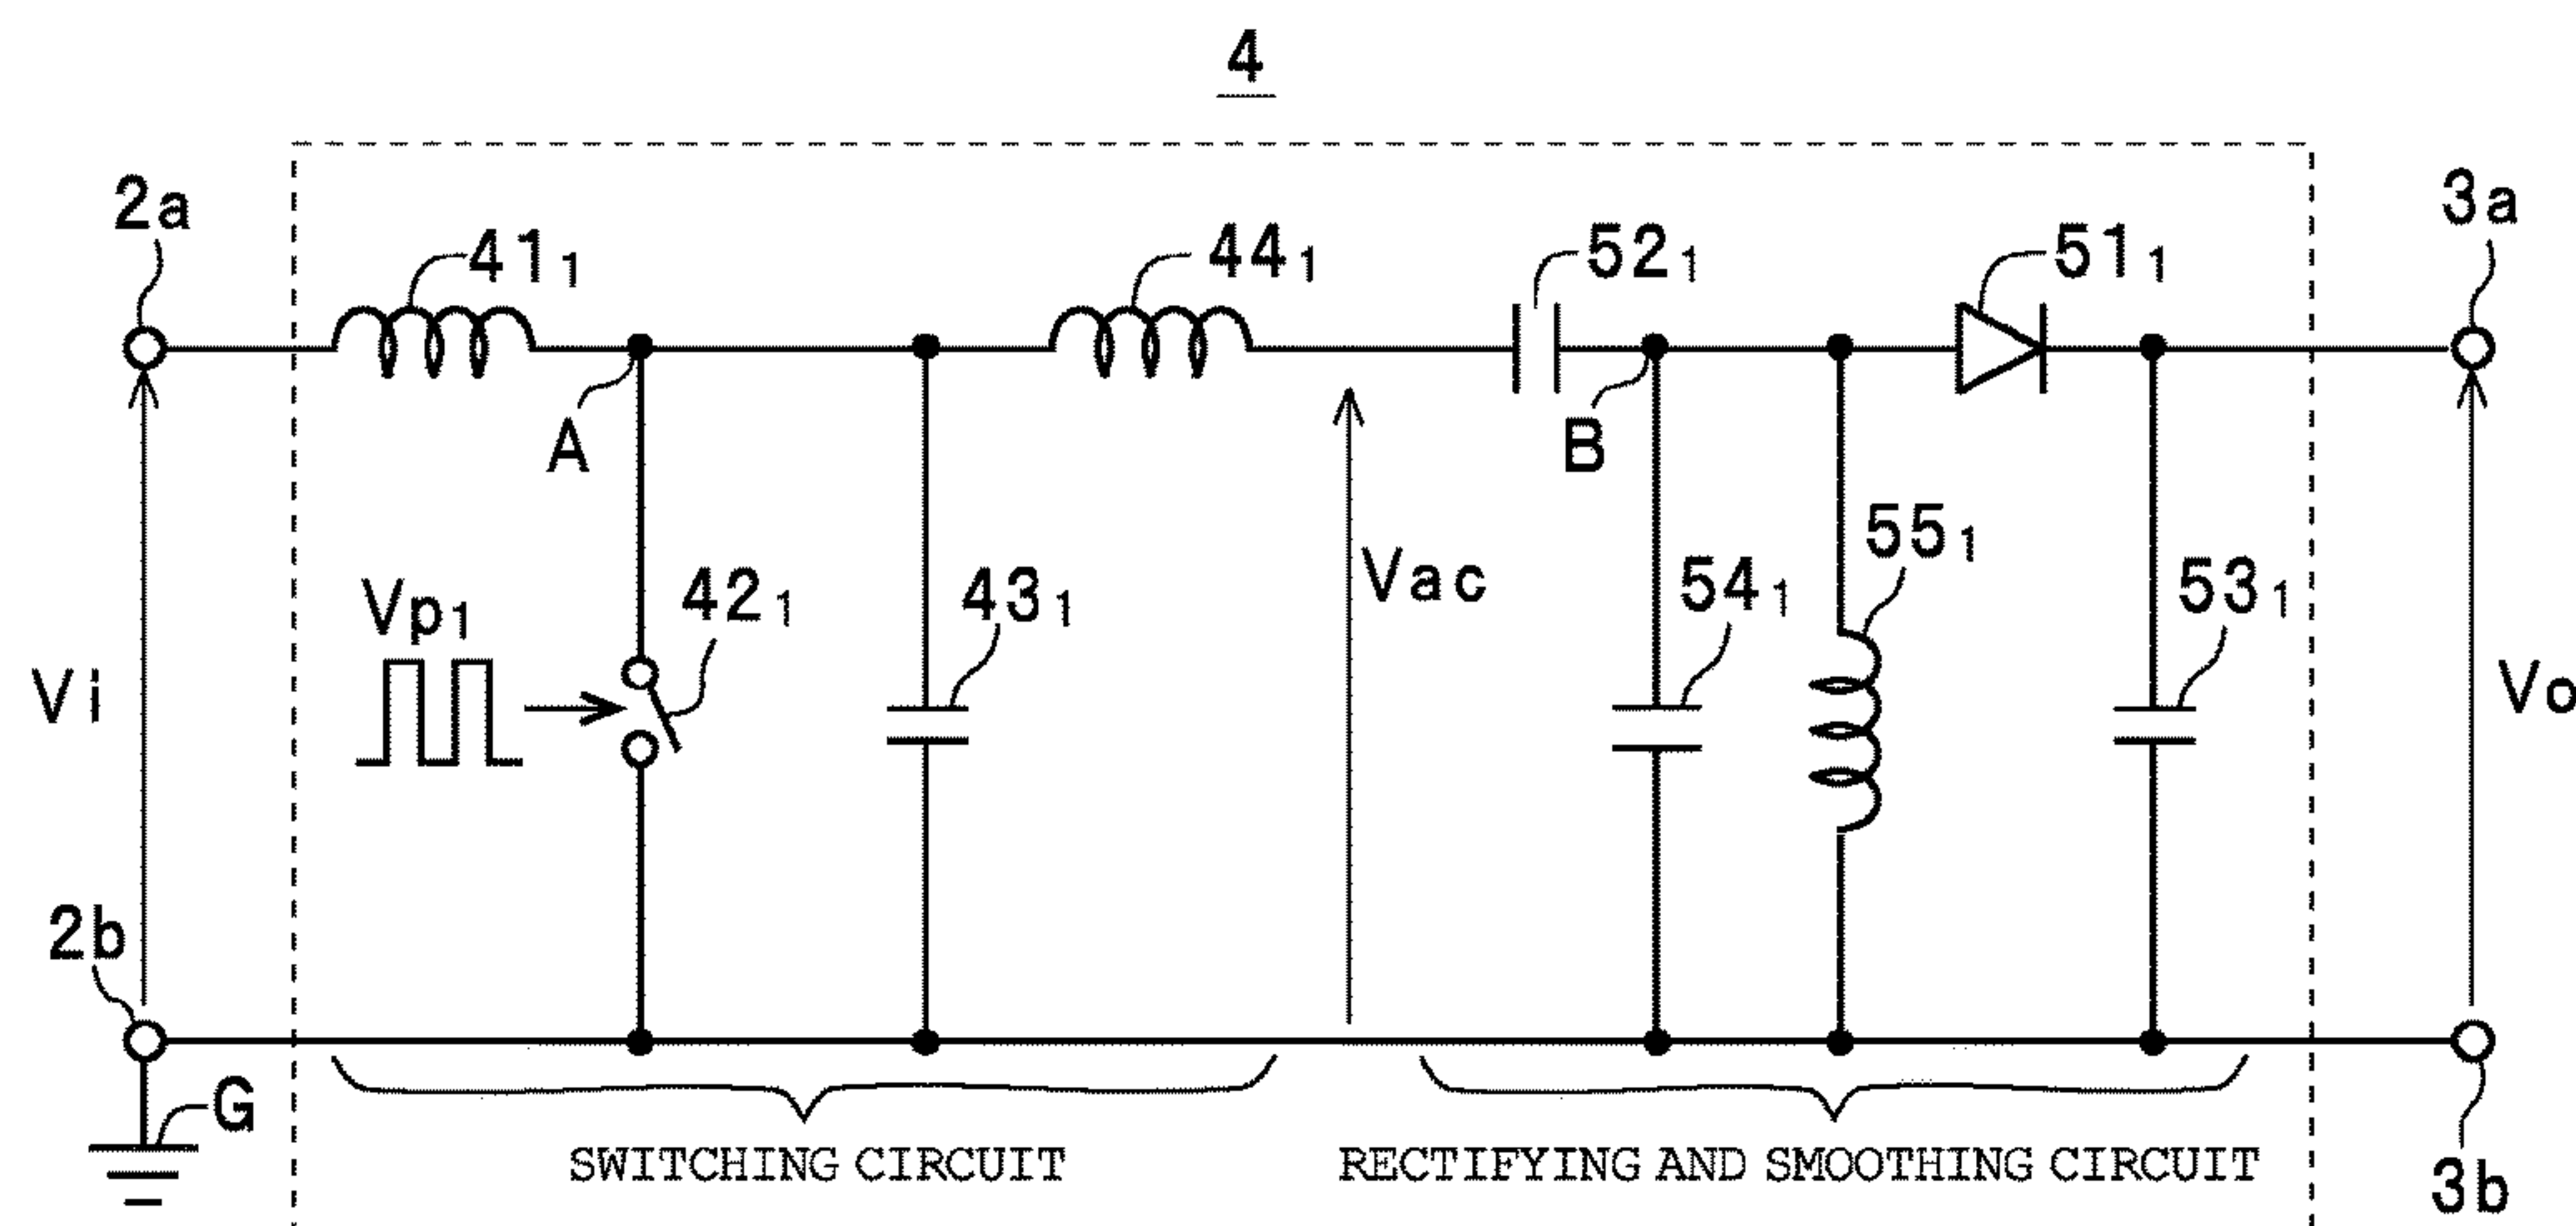 4
2a
41₁
44₁
52₁
51₁
3a
A
B
Vp₁
42₁
43₁
Vac
54₁
55₁
53₁
Vi
Vo
2b
G
SWITCHING CIRCUIT
RECTIFYING AND SMOOTHING CIRCUIT
3b